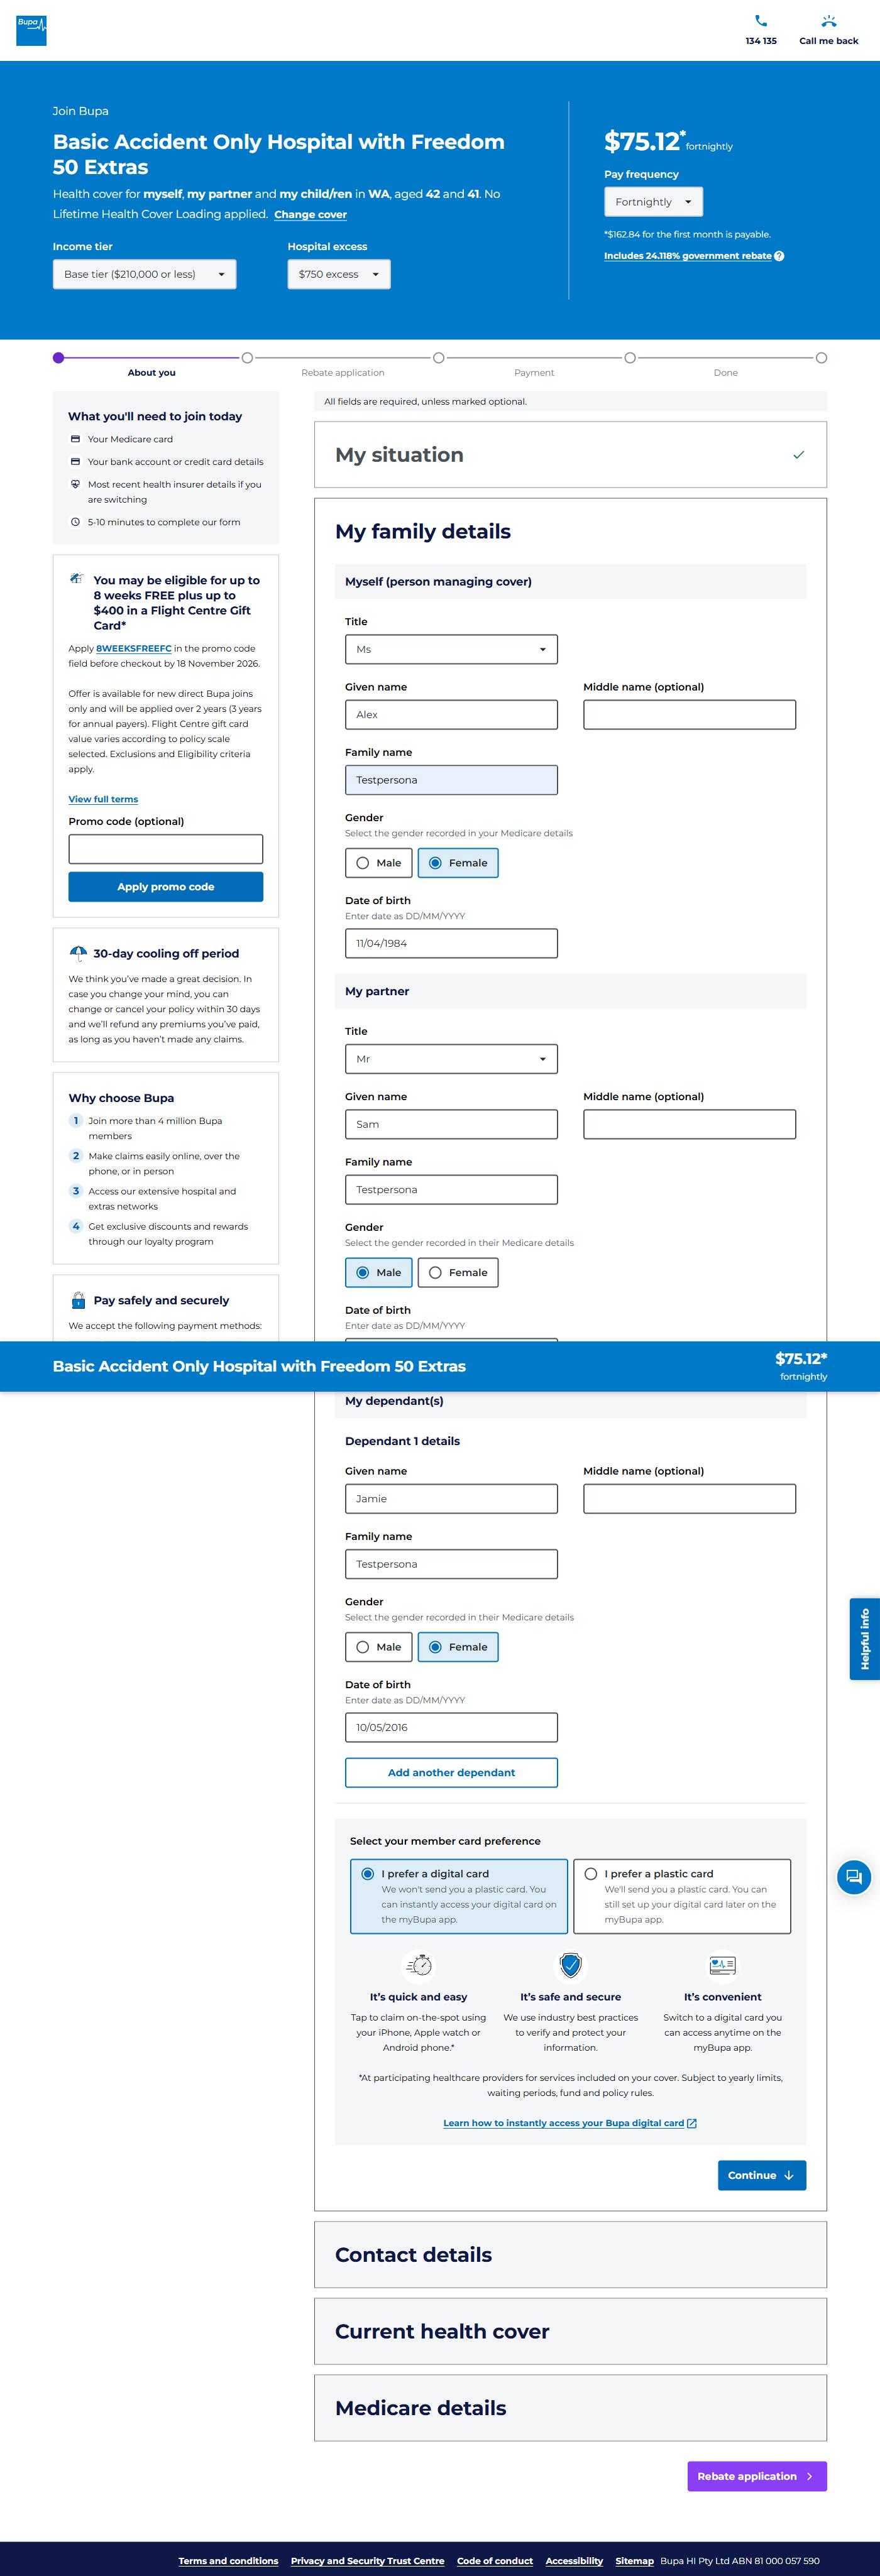 Bupa
134 135
Call me back
Join Bupa
Basic Accident Only Hospital with Freedom
50 Extras
Health cover for myself, my partner and my child/ren in WA, aged 42 and 41. No
Lifetime Health Cover Loading applied. Change cover
Income tier
Base tier ($210,000 or less)
Hospital excess
$750 excess
$75.12* fortnightly
Pay frequency
Fortnightly
*$162.84 for the first month is payable.
Includes 24.118% government rebate ?
About you
Rebate application
Payment
Done
What you'll need to join today
Your Medicare card
Your bank account or credit card details
Most recent health insurer details if you
are switching
5-10 minutes to complete our form
You may be eligible for up to
8 weeks FREE plus up to
$400 in a Flight Centre Gift
Card*
Apply 8WEEKSFREEFC in the promo code
field before checkout by 18 November 2026.
Offer is available for new direct Bupa joins
only and will be applied over 2 years (3 years
for annual payers). Flight Centre gift card
value varies according to policy scale
selected. Exclusions and Eligibility criteria
apply.
View full terms
Promo code (optional)
Apply promo code
30-day cooling off period
We think you've made a great decision. In
case you change your mind, you can
change or cancel your policy within 30 days
and we'll refund any premiums you've paid,
as long as you haven't made any claims.
Why choose Bupa
1 Join more than 4 million Bupa
members
2 Make claims easily online, over the
phone, or in person
3 Access our extensive hospital and
extras networks
4 Get exclusive discounts and rewards
through our loyalty program
Pay safely and securely
We accept the following payment methods:
All fields are required, unless marked optional.
My situation
My family details
Myself (person managing cover)
Title
Ms
Given name
Alex
Middle name (optional)
Family name
Testpersona
Gender
Select the gender recorded in your Medicare details
Male
Female
Date of birth
Enter date as DD/MM/YYYY
11/04/1984
My partner
Title
Mr
Given name
Sam
Middle name (optional)
Family name
Testpersona
Gender
Select the gender recorded in their Medicare details
Male
Female
Date of birth
Enter date as DD/MM/YYYY
Basic Accident Only Hospital with Freedom 50 Extras
$75.12*
fortnightly
My dependant(s)
Dependant 1 details
Given name
Jamie
Middle name (optional)
Family name
Testpersona
Gender
Select the gender recorded in their Medicare details
Male
Female
Date of birth
Enter date as DD/MM/YYYY
10/05/2016
Add another dependant
Helpful info
Select your member card preference
I prefer a digital card
We won't send you a plastic card. You
can instantly access your digital card on
the myBupa app.
I prefer a plastic card
We'll send you a plastic card. You can
still set up your digital card later on the
myBupa app.
It's quick and easy
Tap to claim on-the-spot using
your iPhone, Apple watch or
Android phone.*
It's safe and secure
We use industry best practices
to verify and protect your
information.
It's convenient
Switch to a digital card you
can access anytime on the
myBupa app.
*At participating healthcare providers for services included on your cover. Subject to yearly limits,
waiting periods, fund and policy rules.
Learn how to instantly access your Bupa digital card
Continue
Contact details
Current health cover
Medicare details
Rebate application
Terms and conditions
Privacy and Security Trust Centre
Code of conduct
Accessibility
Sitemap
Bupa HI Pty Ltd ABN 81 000 057 590